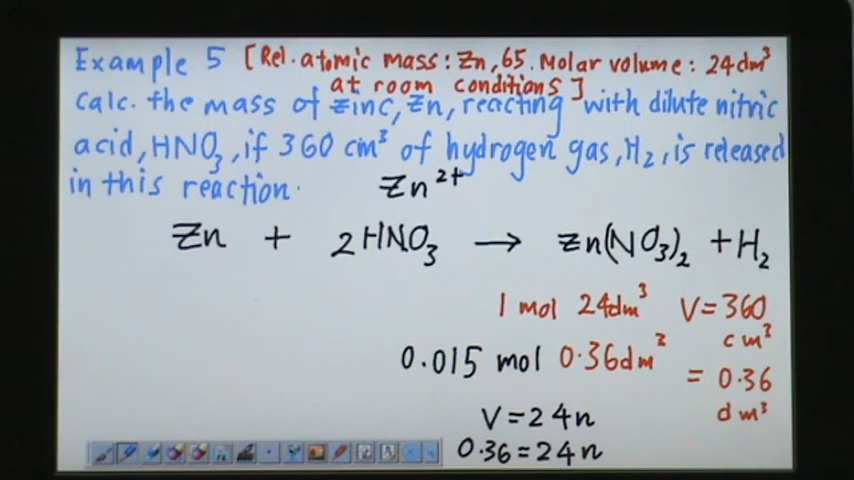 Example 5 [Rel. atomic mass: Zn, 65. Molar volume: 24dm³
at room conditions]
Calc. the mass of zinc, Zn, reacting with dilute nitric
acid, HNO₃, if 360 cm³ of hydrogen gas, H₂, is released
in this reaction.
Zn²⁺
Zn + 2HNO₃ → Zn(NO₃)₂ + H₂
1 mol 24dm³ V=360
cm³
0.015 mol 0.36dm³
= 0.36
dm³
V=24n
0.36=24n